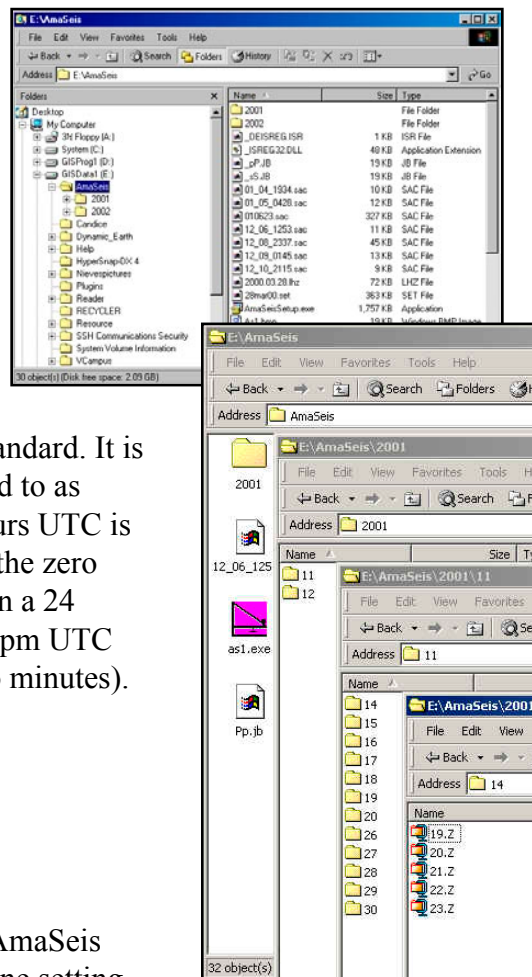 E:\AmaSeis
File Edit View Favorites Tools Help
Back Search Folders History
Address E:\AmaSeis Go
Folders
Desktop
My Computer
3½ Floppy (A:)
System (C:)
GISProg1 (D:)
GISData1 (E:)
AmaSeis
2001
2002
Candice
Dynamic_Earth
Help
HyperSnap-DX 4
Nievespictures
Plugins
Reader
RECYCLER
Resource
SSH Communications Security
System Volume Information
VCampus
Name Size Type
2001 File Folder
2002 File Folder
_DEISREG.ISR 1 KB ISR File
_ISREG32.DLL 48 KB Application Extension
_pP.JB 19 KB JB File
_sS.JB 19 KB JB File
01_04_1934.sac 10 KB SAC File
01_05_0428.sac 12 KB SAC File
010623.sac 327 KB SAC File
12_06_1253.sac 11 KB SAC File
12_08_2337.sac 45 KB SAC File
12_09_0145.sac 13 KB SAC File
12_10_2115.sac 9 KB SAC File
2000.03.28.lhz 72 KB LHZ File
28mar00.set 363 KB SET File
AmaSeisSetup.exe 1,757 KB Application
As1.bmp 19 KB Windows BMP Image
30 object(s) (Disk free space: 2.09 GB)
tandard. It is
d to as
urs UTC is
the zero
n a 24
pm UTC
minutes).
AmaSeis
ne setting
E:\AmaSeis
File Edit View Favorites Tools Help
Back Search Folders H
Address AmaSeis
2001
12_06_125
as1.exe
Pp.jb
32 object(s)
E:\AmaSeis\2001
File Edit View Favorites Tools H
Back Search F
Address 2001
Name Size Ty
11
12
E:\AmaSeis\2001\11
File Edit View Favorites
Back Se
Address 11
Name
14
15
16
17
18
19
20
26
27
28
29
30
E:\AmaSeis\2001
File Edit View
Back
Address 14
Name
19.Z
20.Z
21.Z
22.Z
23.Z